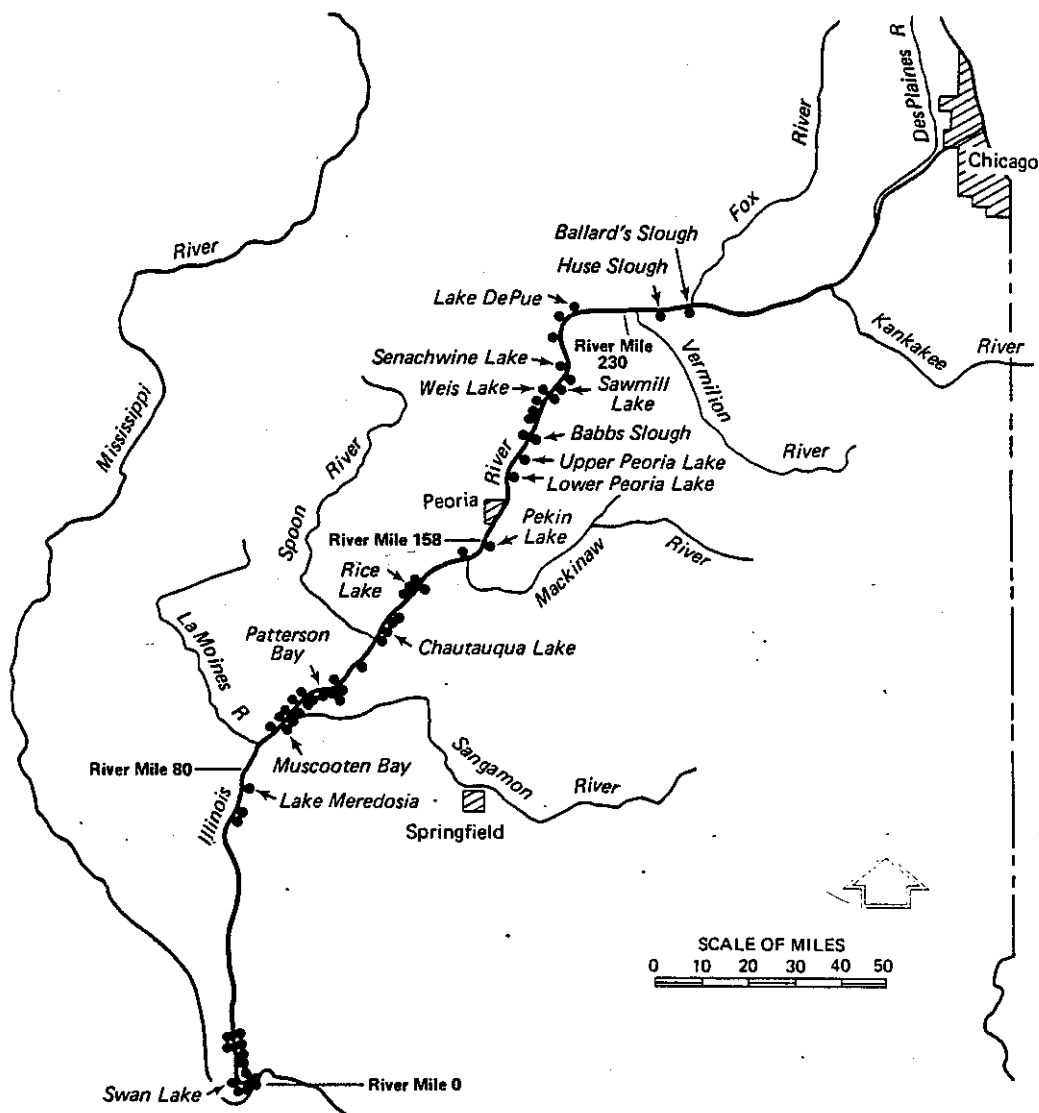 DesPlaines R
River
Chicago
Fox
Ballard's Slough
Huse Slough
River
Lake DePue
River Mile
230
Kankakee
River
Senachwine Lake
Vermilion
Weis Lake
Sawmill
Lake
Mississippi
River
Babbs Slough
River
Upper Peoria Lake
River
Lower Peoria Lake
Peoria
Spoon
Pekin
Lake
River Mile 158
River
Rice
Lake
Mackinaw
La Moines R
Patterson
Bay
Chautauqua Lake
Muscooten Bay
Sangamon
River
River Mile 80
Lake Meredosia
Illinois
Springfield
SCALE OF MILES
0 10 20 30 40 50
Swan Lake
River Mile 0